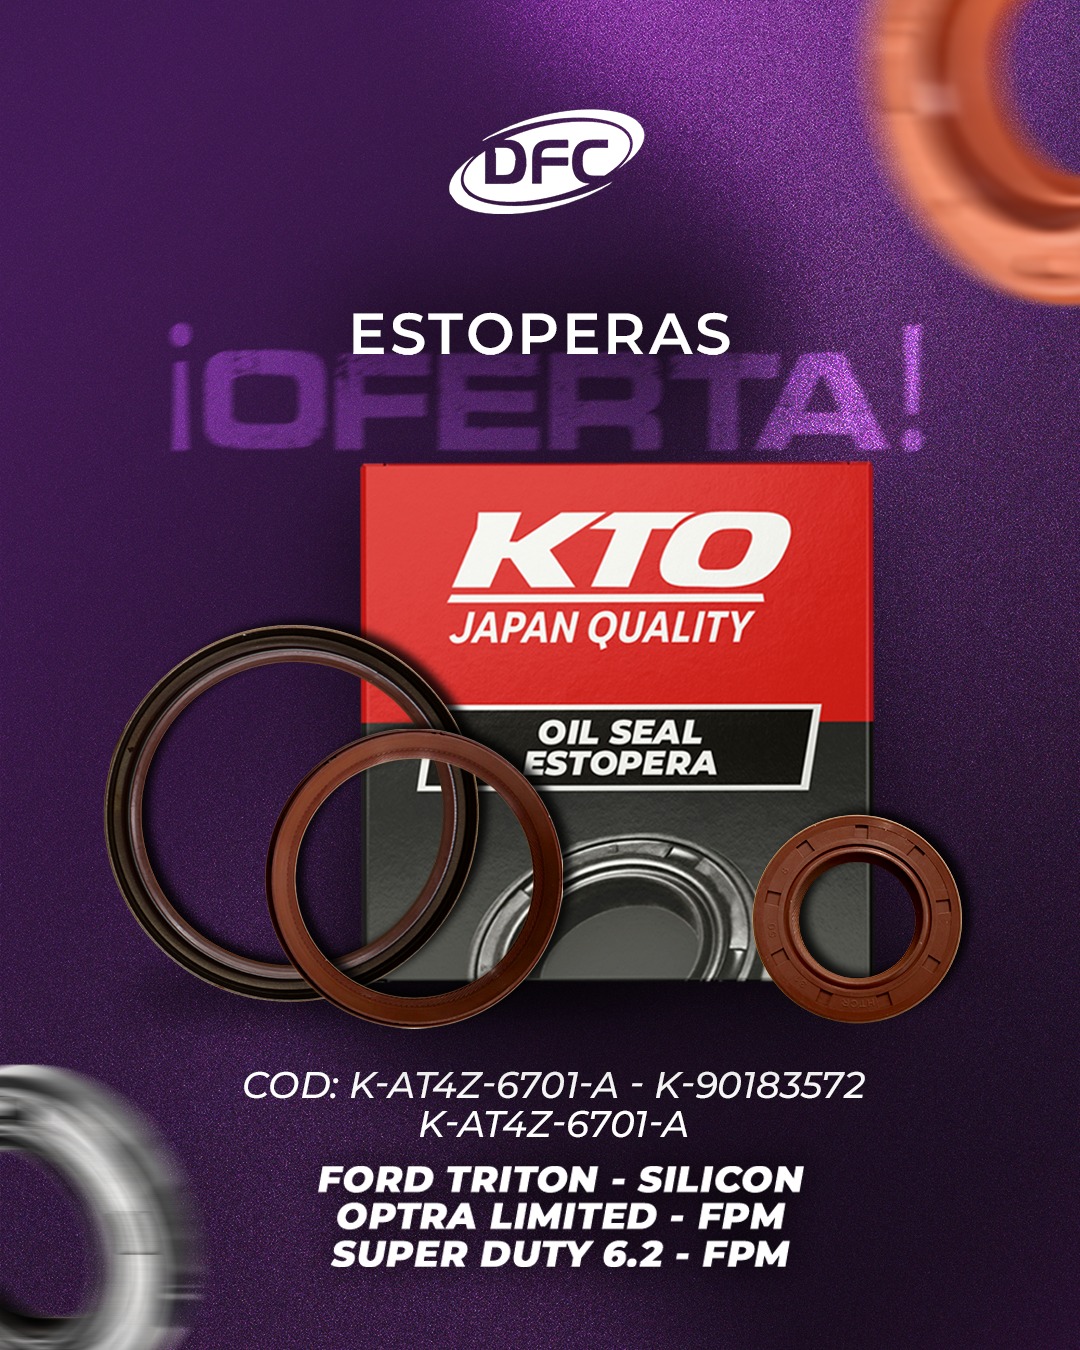 DFC
ESTOPERAS
¡OFERTA!
KTO
JAPAN QUALITY
OIL SEAL
ESTOPERA
COD: K-AT4Z-6701-A - K-90183572
K-AT4Z-6701-A
FORD TRITON - SILICON
OPTRA LIMITED - FPM
SUPER DUTY 6.2 - FPM